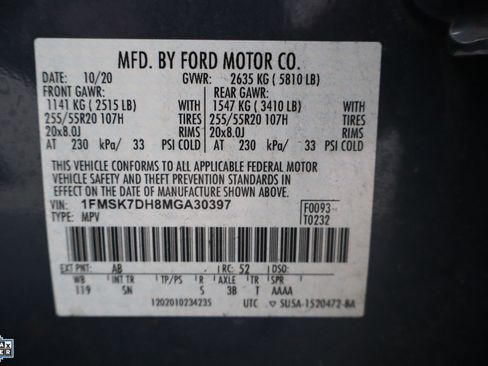 MFD. BY FORD MOTOR CO.
DATE: 10/20 GVWR: 2635 KG ( 5810 LB)
FRONT GAWR: REAR GAWR:
1141 KG ( 2515 LB) 1547 KG ( 3410 LB)
255/55R20 107H TIRES 255/55R20 107H TIRES
20x8.0J RIMS 20x8.0J RIMS
AT 230 kPa/ 33 PSI COLD AT 230 kPa/ 33 PSI COLD
THIS VEHICLE CONFORMS TO ALL APPLICABLE FEDERAL MOTOR
VEHICLE SAFETY AND THEFT PREVENTION STANDARDS IN
EFFECT ON THE DATE OF MANUFACTURE SHOWN ABOVE.
VIN: 1FMSK7DH8MGA30397 F0093
TYPE: MPV T0232
EXT PNT: AB RC: 52 DSO:
WB INT TR TP/PS R AXLE TR SPR
119 SN S 3B T AAAA
1202010234235 UTC ▽ 5U5A-1520472-BA